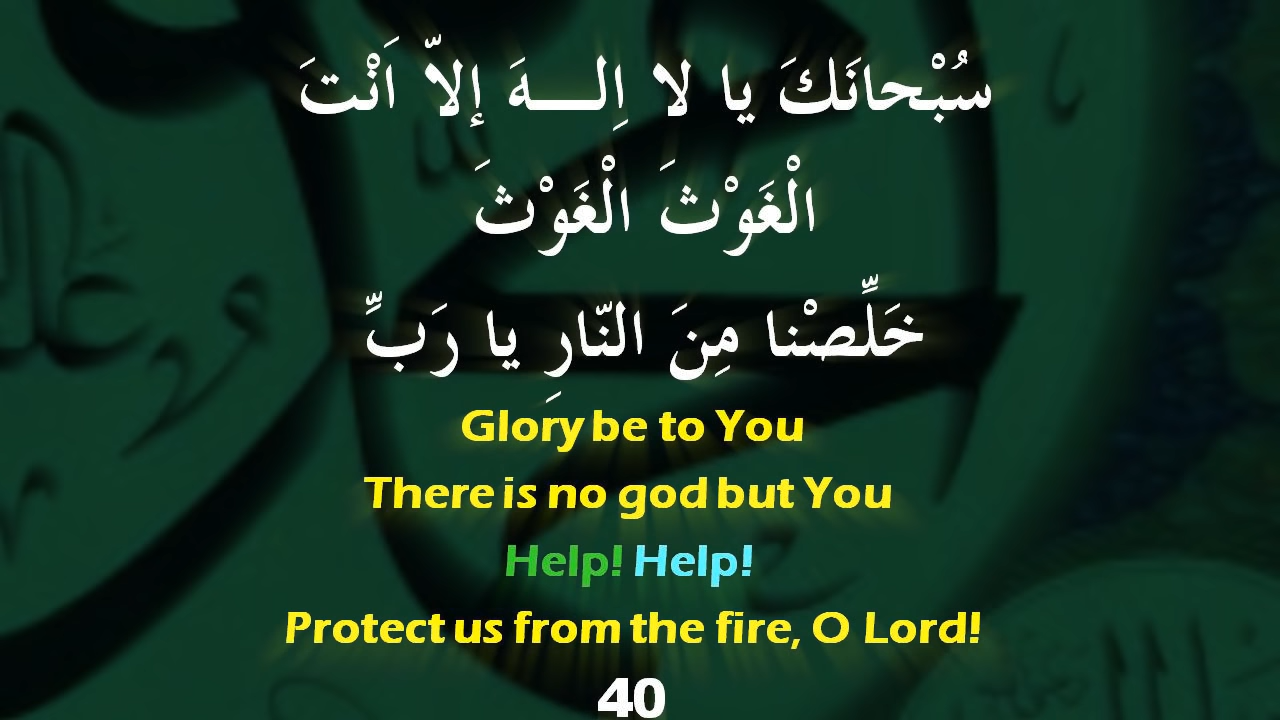 سُبْحانَكَ يا لا اِلـــهَ إلاّ اَنْتَ
الْغَوْثَ الْغَوْثَ
خَلِّصْنا مِنَ النّارِ يا رَبِّ
Glory be to You
There is no god but You
Help! Help!
Protect us from the fire, O Lord!
40